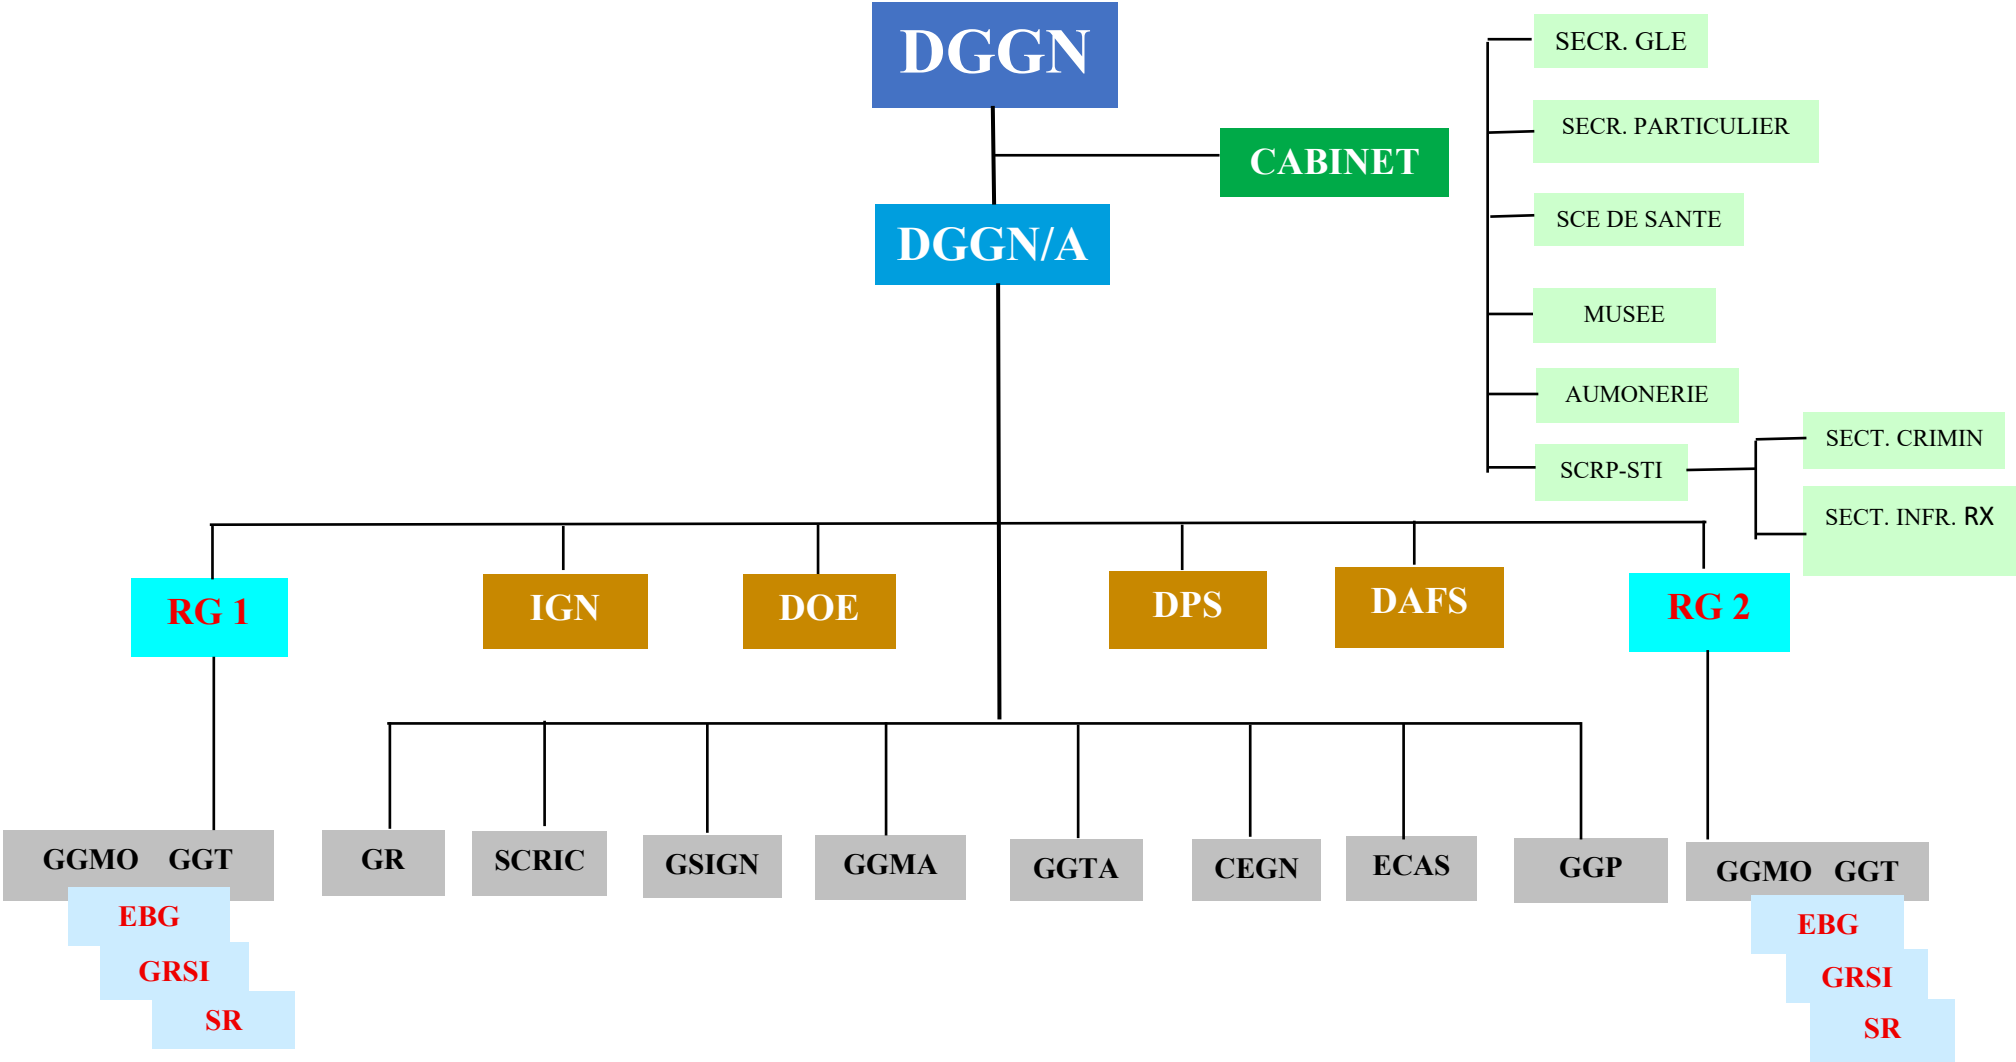 DGGN
CABINET
DGGN/A
SECR. GLE
SECR. PARTICULIER
SCE DE SANTE
MUSEE
AUMONERIE
SCRP-STI
SECT. CRIMIN
SECT. INFR. RX
RG 1
IGN
DOE
DPS
DAFS
RG 2
GGMO GGT
EBG
GRSI
SR
GR
SCRIC
GSIGN
GGMA
GGTA
CEGN
ECAS
GGP
GGMO GGT
EBG
GRSI
SR